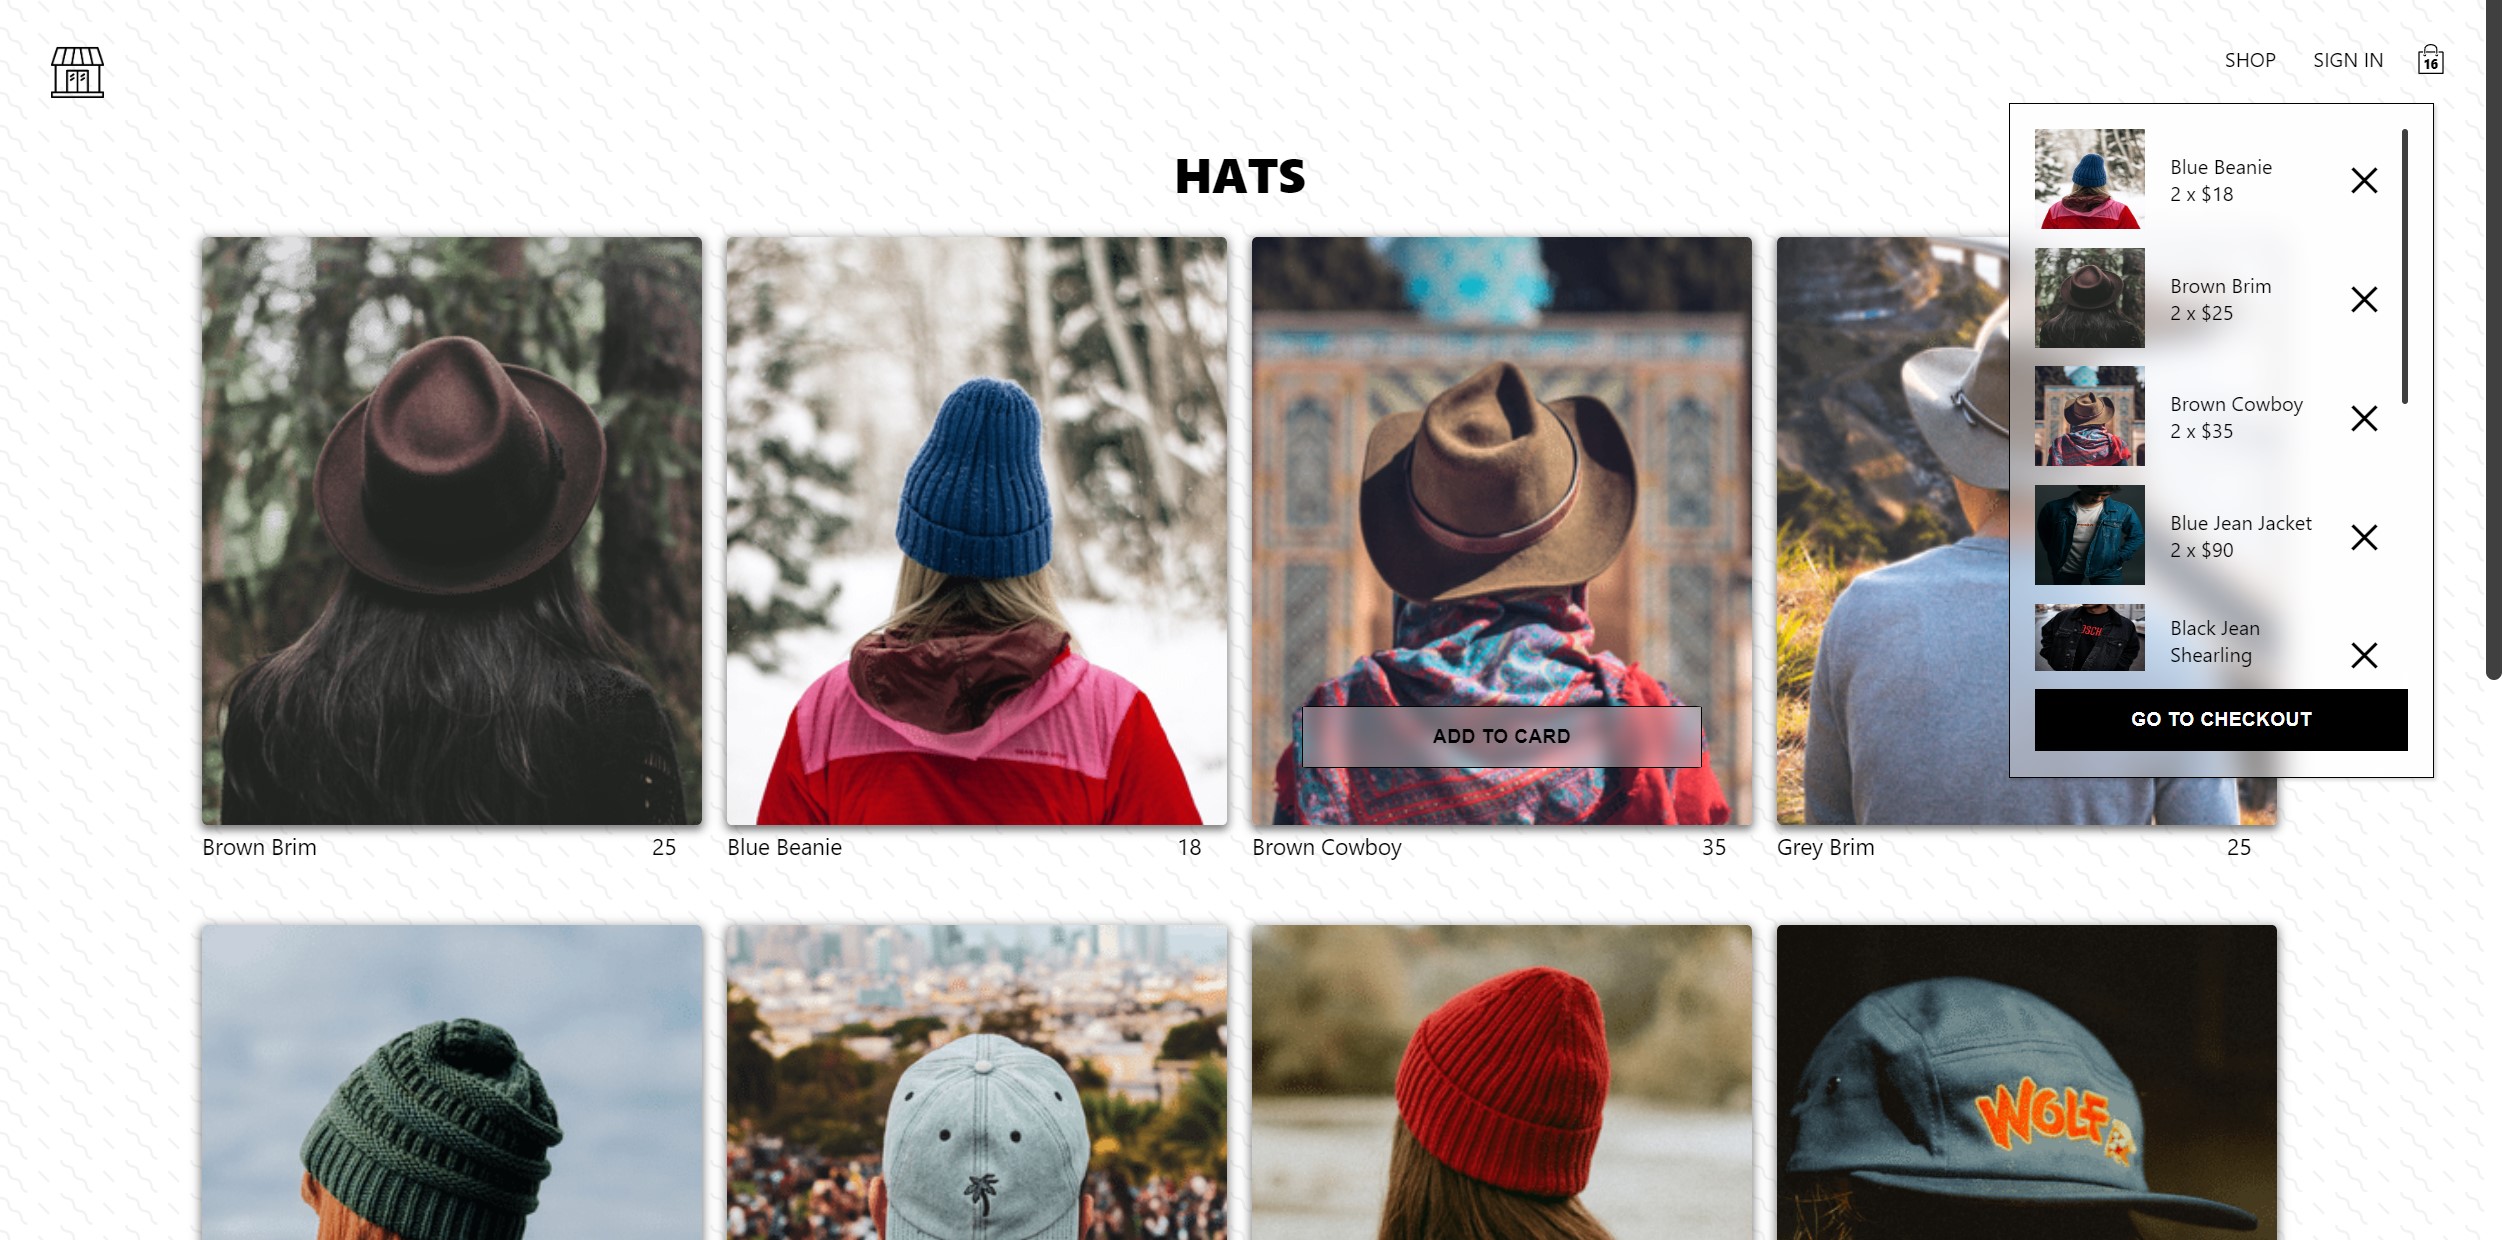 SHOP
SIGN IN
16
HATS
Blue Beanie
2 x $18
Brown Brim
2 x $25
Brown Cowboy
2 x $35
Blue Jean Jacket
2 x $90
Black Jean
Shearling
GO TO CHECKOUT
ADD TO CARD
Brown Brim
25
Blue Beanie
18
Brown Cowboy
35
Grey Brim
25
WOLF